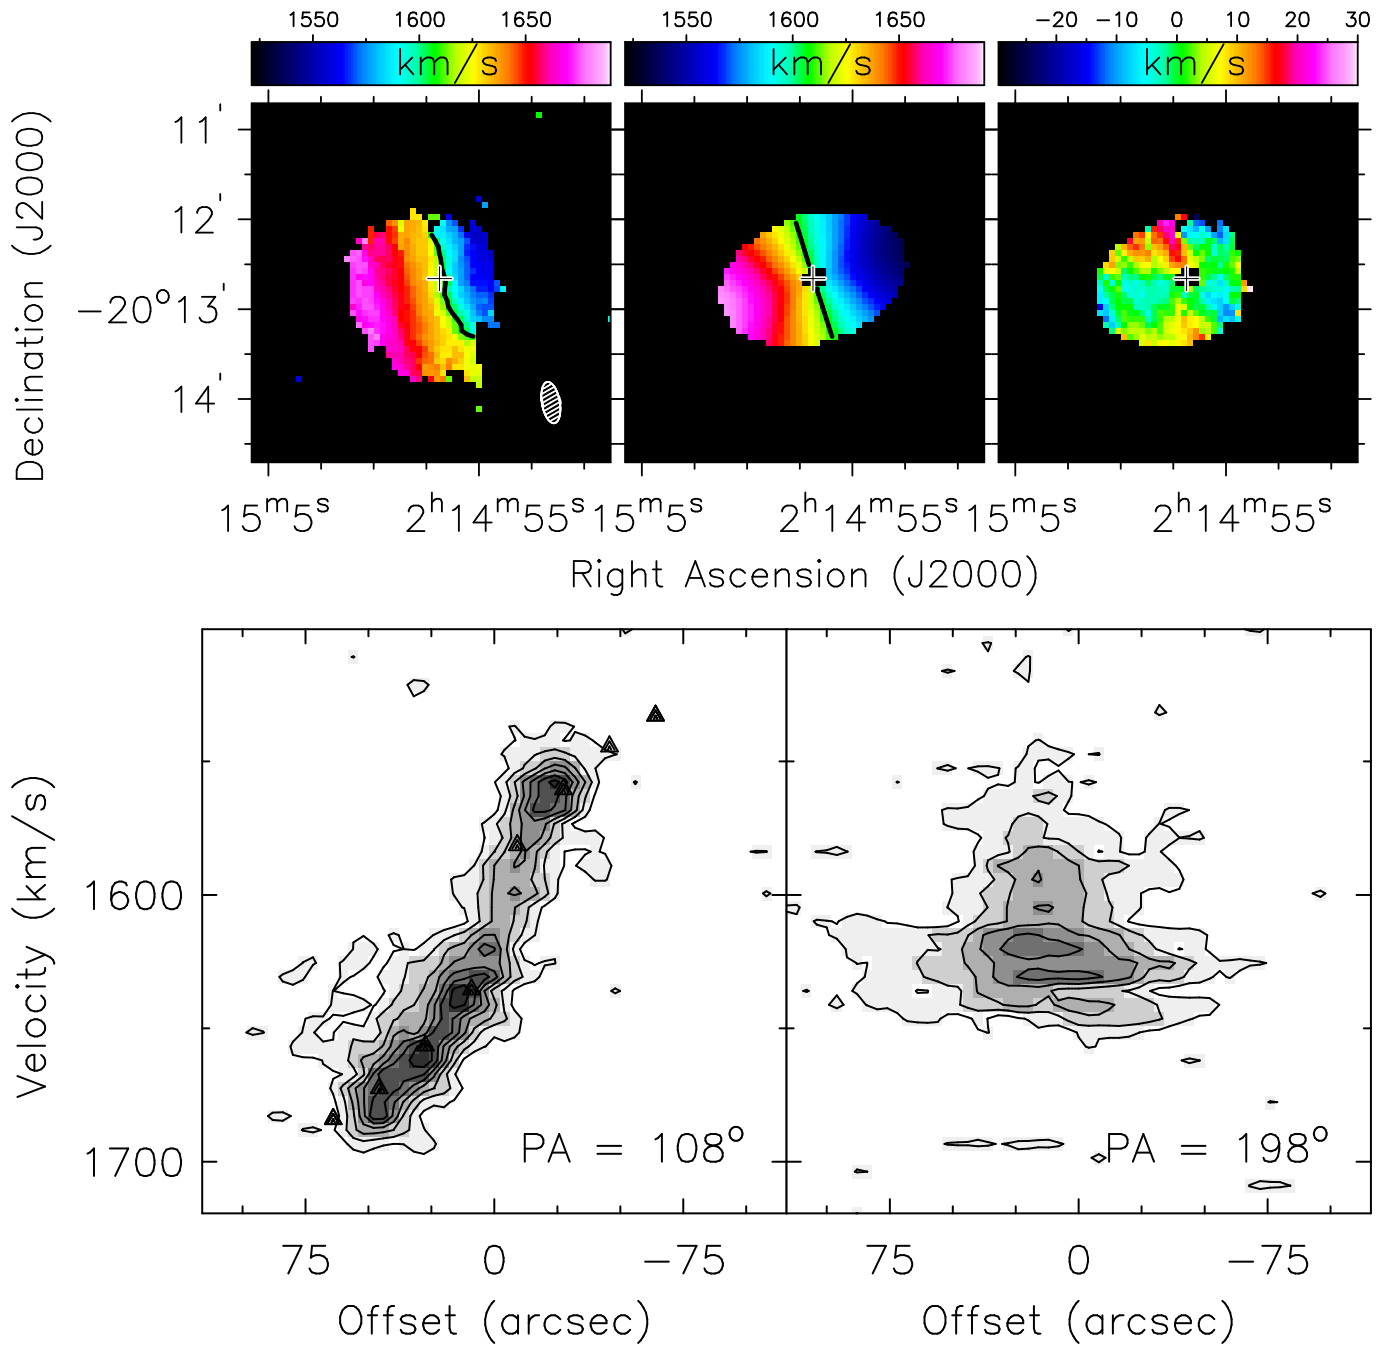 1550 1600 1650 1550 1600 1650 −20 −10 0 10 20 30
km/s km/s km/s
Declination (J2000)
11'
12'
−20°13'
14'
15ᵐ5ˢ 2ʰ14ᵐ55ˢ 15ᵐ5ˢ 2ʰ14ᵐ55ˢ 15ᵐ5ˢ 2ʰ14ᵐ55ˢ
Right Ascension (J2000)
Velocity (km/s)
1600
1700
PA = 108° PA = 198°
75 0 −75 75 0 −75
Offset (arcsec) Offset (arcsec)